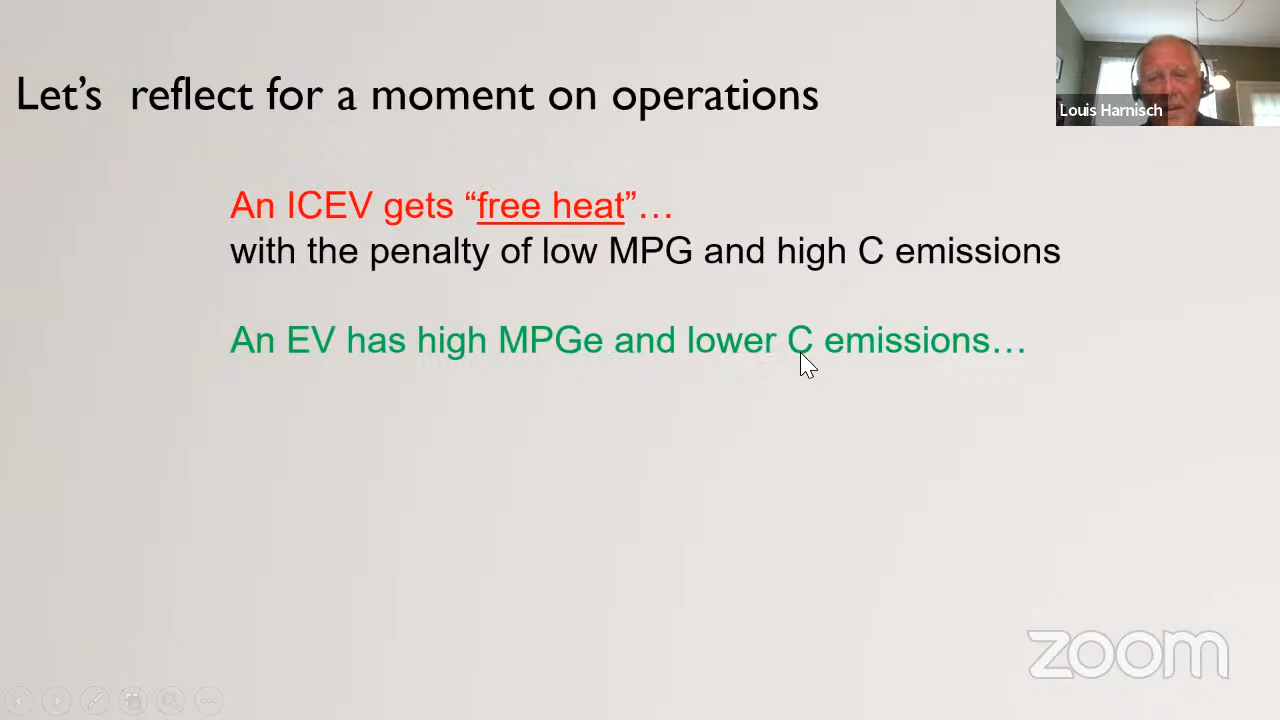 Let's reflect for a moment on operations
Louis Harnisch
An ICEV gets “free heat”…
with the penalty of low MPG and high C emissions
An EV has high MPGe and lower C emissions…
zoom